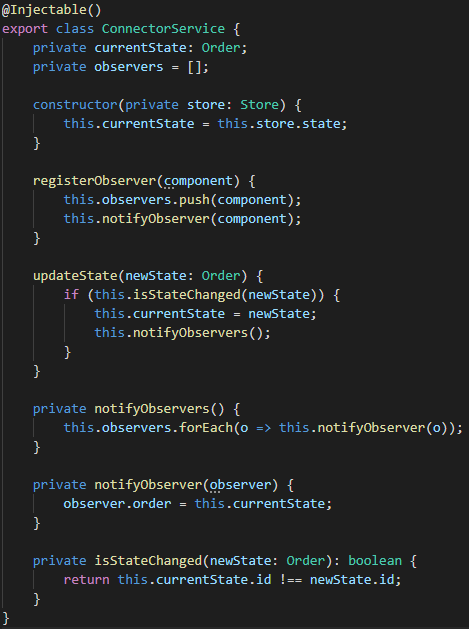 @Injectable()
export class ConnectorService {
    private currentState: Order;
    private observers = [];

    constructor(private store: Store) {
        this.currentState = this.store.state;
    }

    registerObserver(component) {
        this.observers.push(component);
        this.notifyObserver(component);
    }

    updateState(newState: Order) {
        if (this.isStateChanged(newState)) {
            this.currentState = newState;
            this.notifyObservers();
        }
    }

    private notifyObservers() {
        this.observers.forEach(o => this.notifyObserver(o));
    }

    private notifyObserver(observer) {
        observer.order = this.currentState;
    }

    private isStateChanged(newState: Order): boolean {
        return this.currentState.id !== newState.id;
    }
}